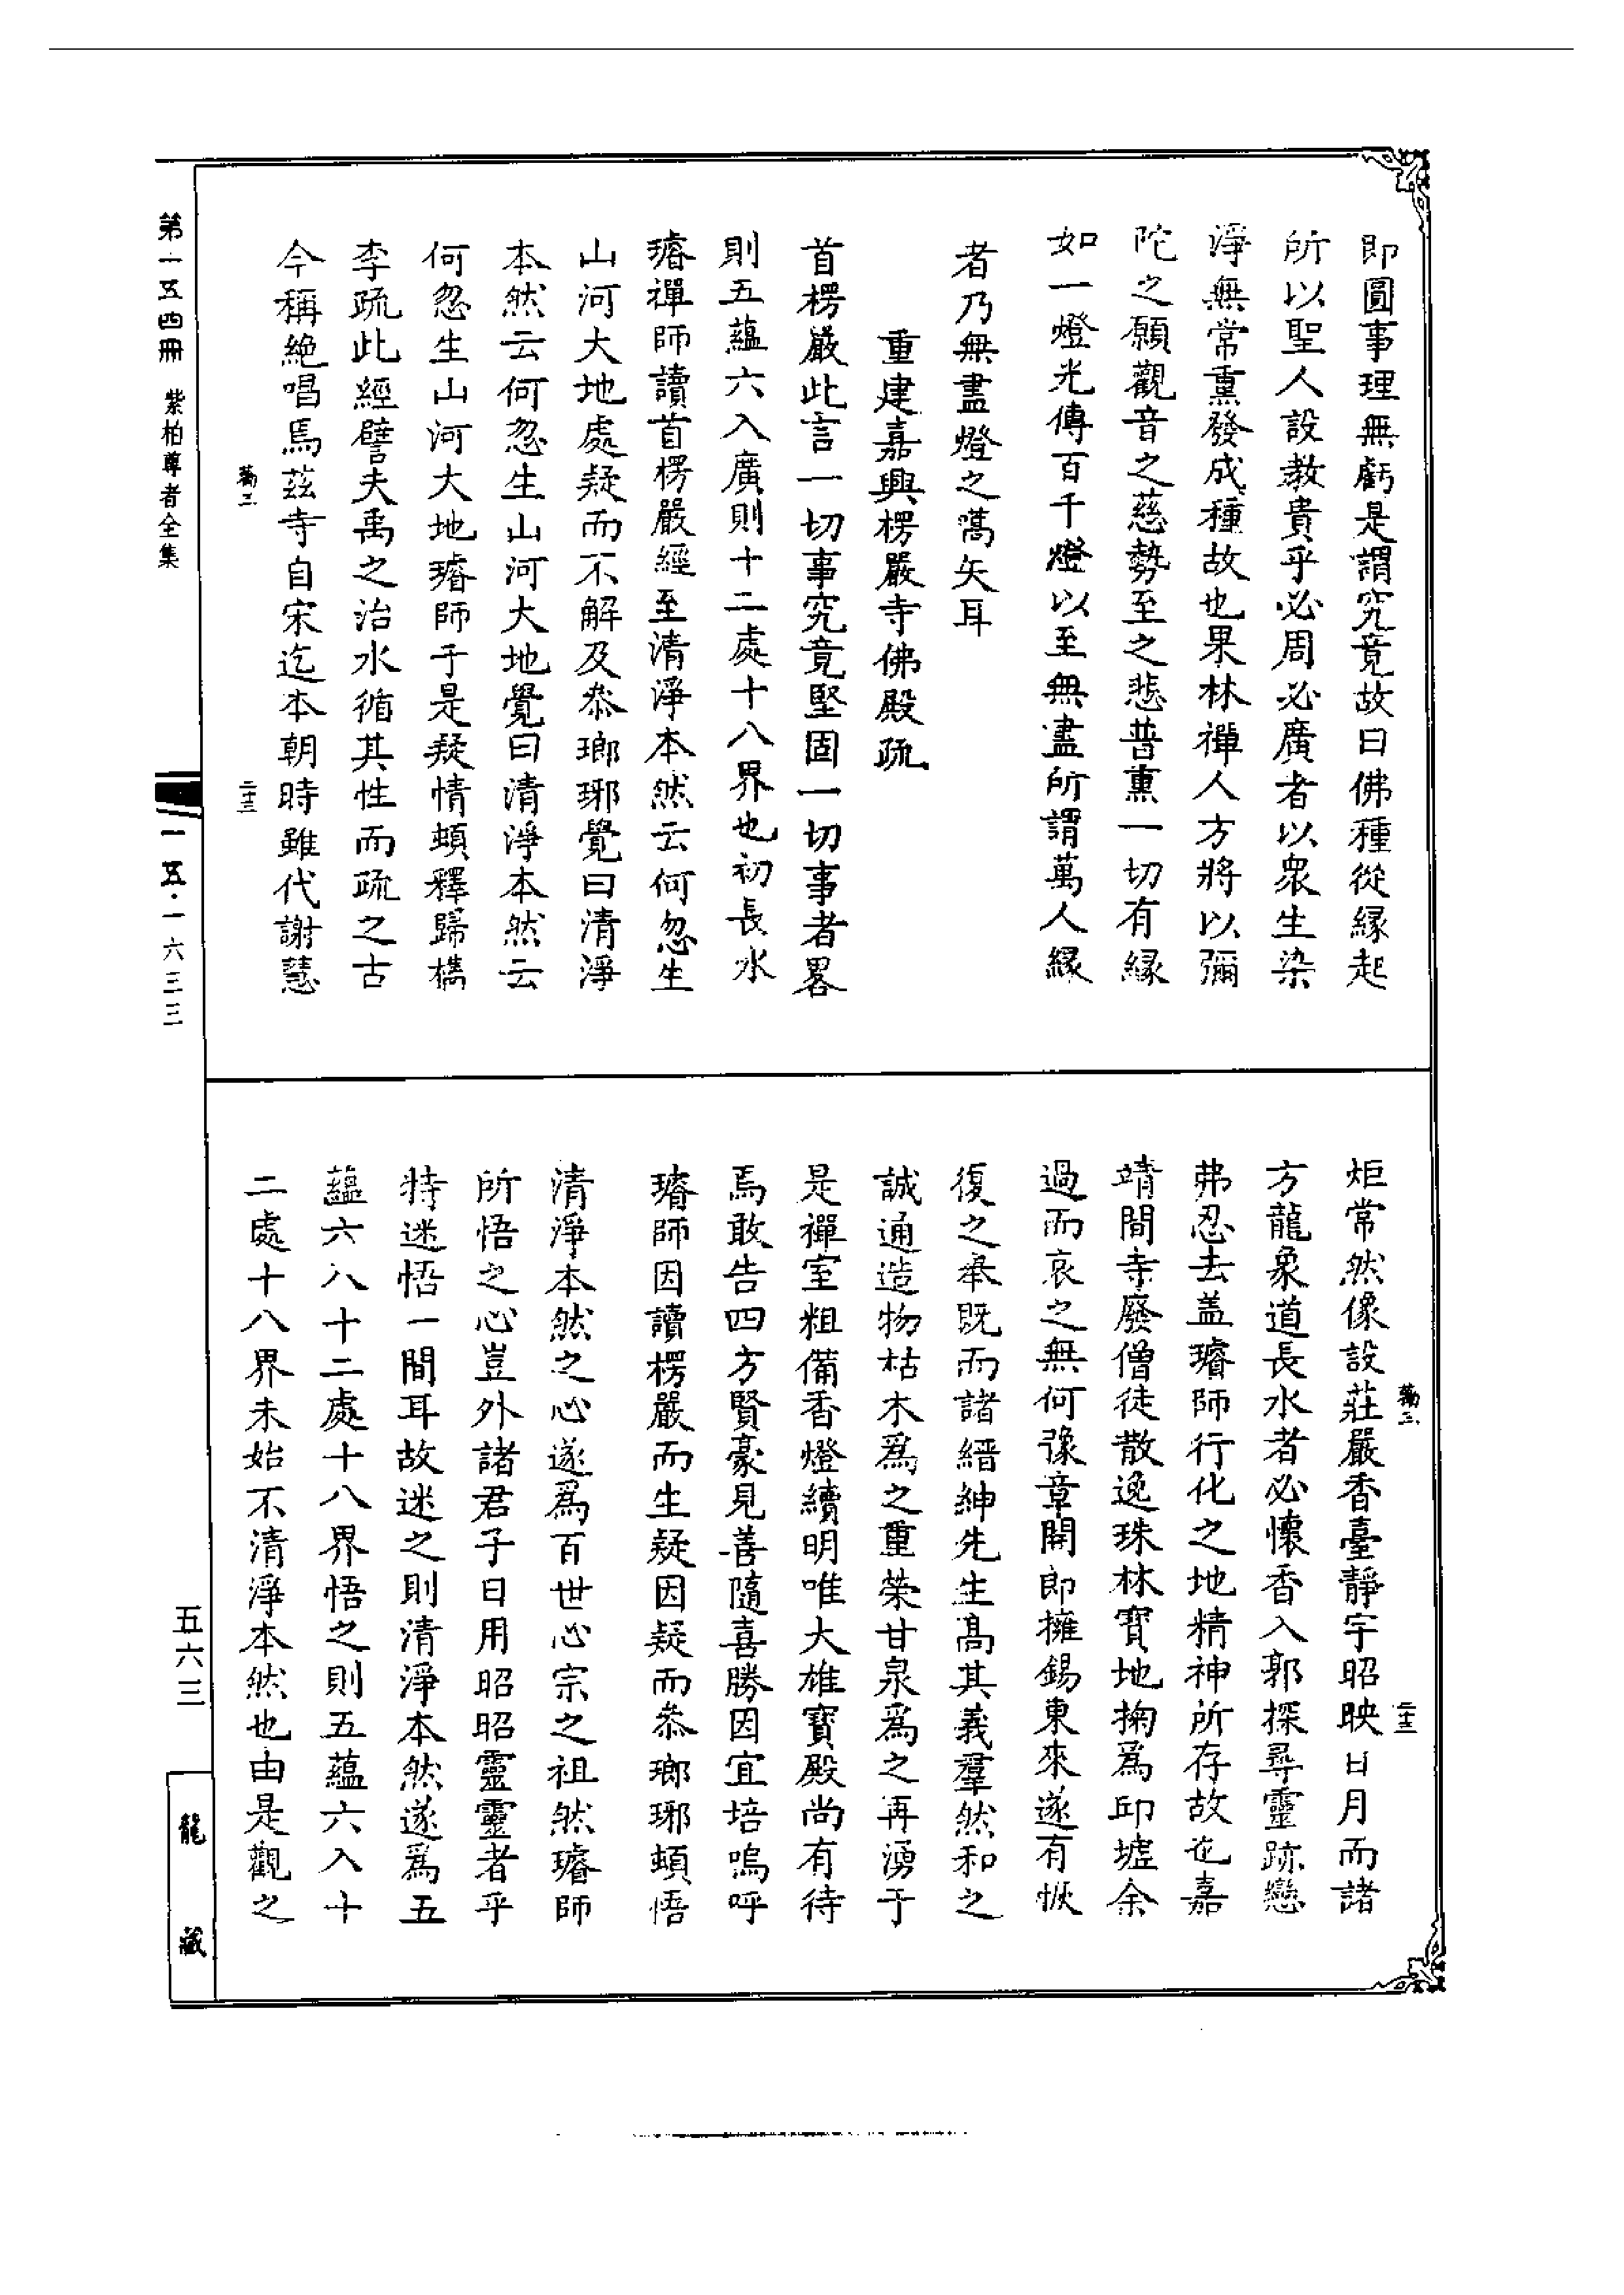 即圓事理無虧是謂究竟故曰佛種從緣起
所以聖人設教貴乎必周必廣者以衆生染
淨無常熏發成種故也果林禪人方將以彌
陀之願觀音之慈勢至之悲普熏一切有緣
如一燈光傳百千燈以至無盡所謂萬人緣
者乃無盡燈之嚆矢耳
重建嘉興楞嚴寺佛殿疏
首楞嚴此言一切事究竟堅固一切事者畧
則五蘊六入廣則十二處十八界也初長水
璿禪師讀首楞嚴經至清淨本然云何忽生
山河大地處疑而不解及叅瑯琊覺曰清淨
本然云何忽生山河大地覺曰清淨本然云
何忽生山河大地璿師于是疑情頓釋歸檇
李疏此經譬夫禹之治水循其性而疏之古
今稱絶唱焉茲寺自宋迄本朝時雖代謝慧
二十三
第一五四冊 紫柏尊者全集
一五·一六三三
二十三
炬常然像設莊嚴香臺靜宇昭映日月而諸
方龍象道長水者必懷香入郭探尋靈跡戀
弗忍去盖璿師行化之地精神所存故也嘉
靖間寺廢僧徒散逸珠林寶地掬爲邱墟余
過而哀之無何豫章開郎擁錫東來遂有恢
復之舉既而諸縉紳先生高其義羣然和之
誠通造物枯木爲之重榮甘泉爲之再湧于
是禪室粗備香燈續明唯大雄寶殿尚有待
焉敢告四方賢豪見善隨喜勝因宜培嗚呼
璿師因讀楞嚴而生疑因疑而叅瑯琊頓悟
清淨本然之心遂爲百世心宗之祖然璿師
所悟之心豈外諸君子日用昭昭靈靈者乎
特迷悟一間耳故迷之則清淨本然遂爲五
蘊六八十二處十八界悟之則五蘊六入十
二處十八界未始不清淨本然也由是觀之
五六三
龍藏